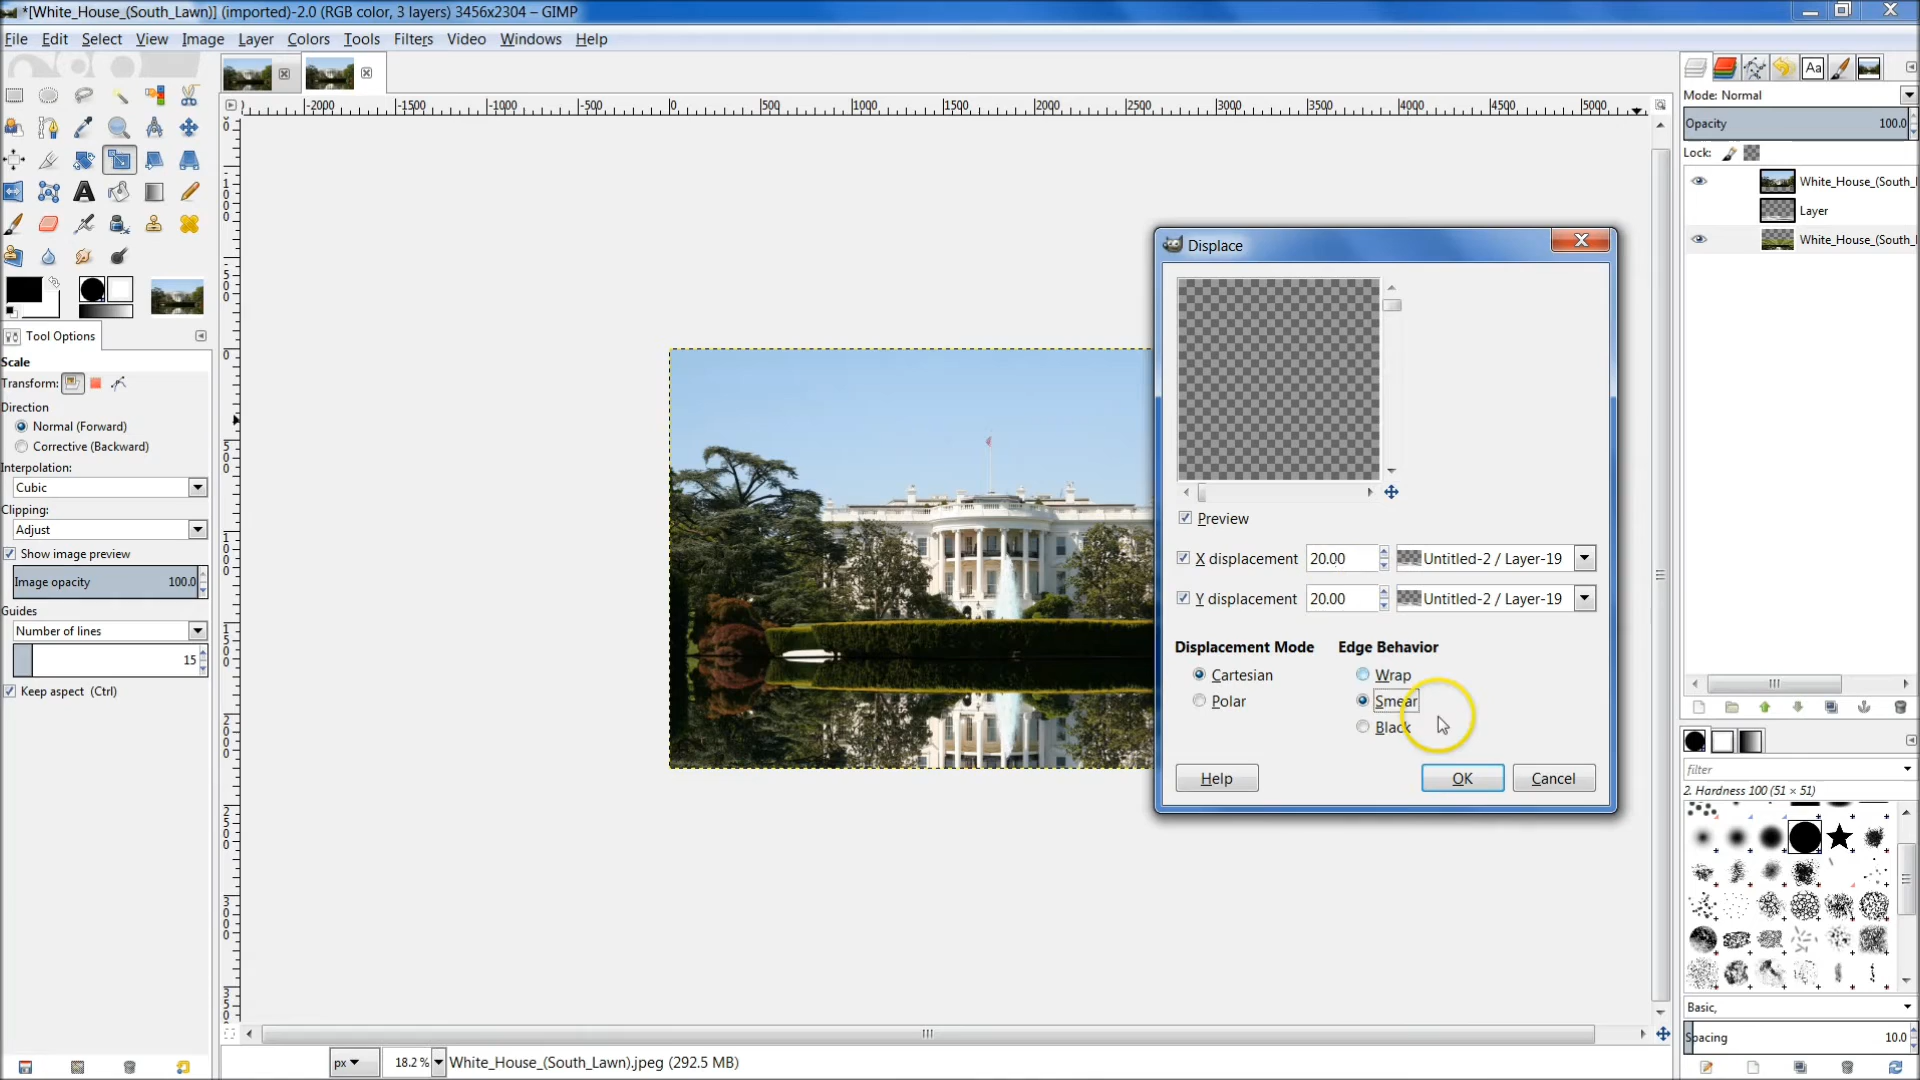 *[White_House_(South_Lawn)] (imported)-2.0 (RGB color, 3 layers) 3456x2304 – GIMP
File Edit Select View Image Layer Colors Tools Filters Video Windows Help
-2000 -1500 -1000 -500 0 500 1000 1500 2000 2500 3000 3500 4000 4500 5000
Mode: Normal
Opacity 100.0
Lock:
White_House_(South_
Layer
White_House_(South_
Tool Options
Scale
Transform:
Direction
Normal (Forward)
Corrective (Backward)
Interpolation:
Cubic
Clipping:
Adjust
Show image preview
Image opacity 100.0
Guides
Number of lines
15
Keep aspect (Ctrl)
Displace
Preview
X displacement 20.00 Untitled-2 / Layer-19
Y displacement 20.00 Untitled-2 / Layer-19
Displacement Mode Edge Behavior
Cartesian Wrap
Polar Smear
Black
Help OK Cancel
filter
2. Hardness 100 (51 × 51)
Basic,
Spacing 10.0
px 18.2 % White_House_(South_Lawn).jpeg (292.5 MB)